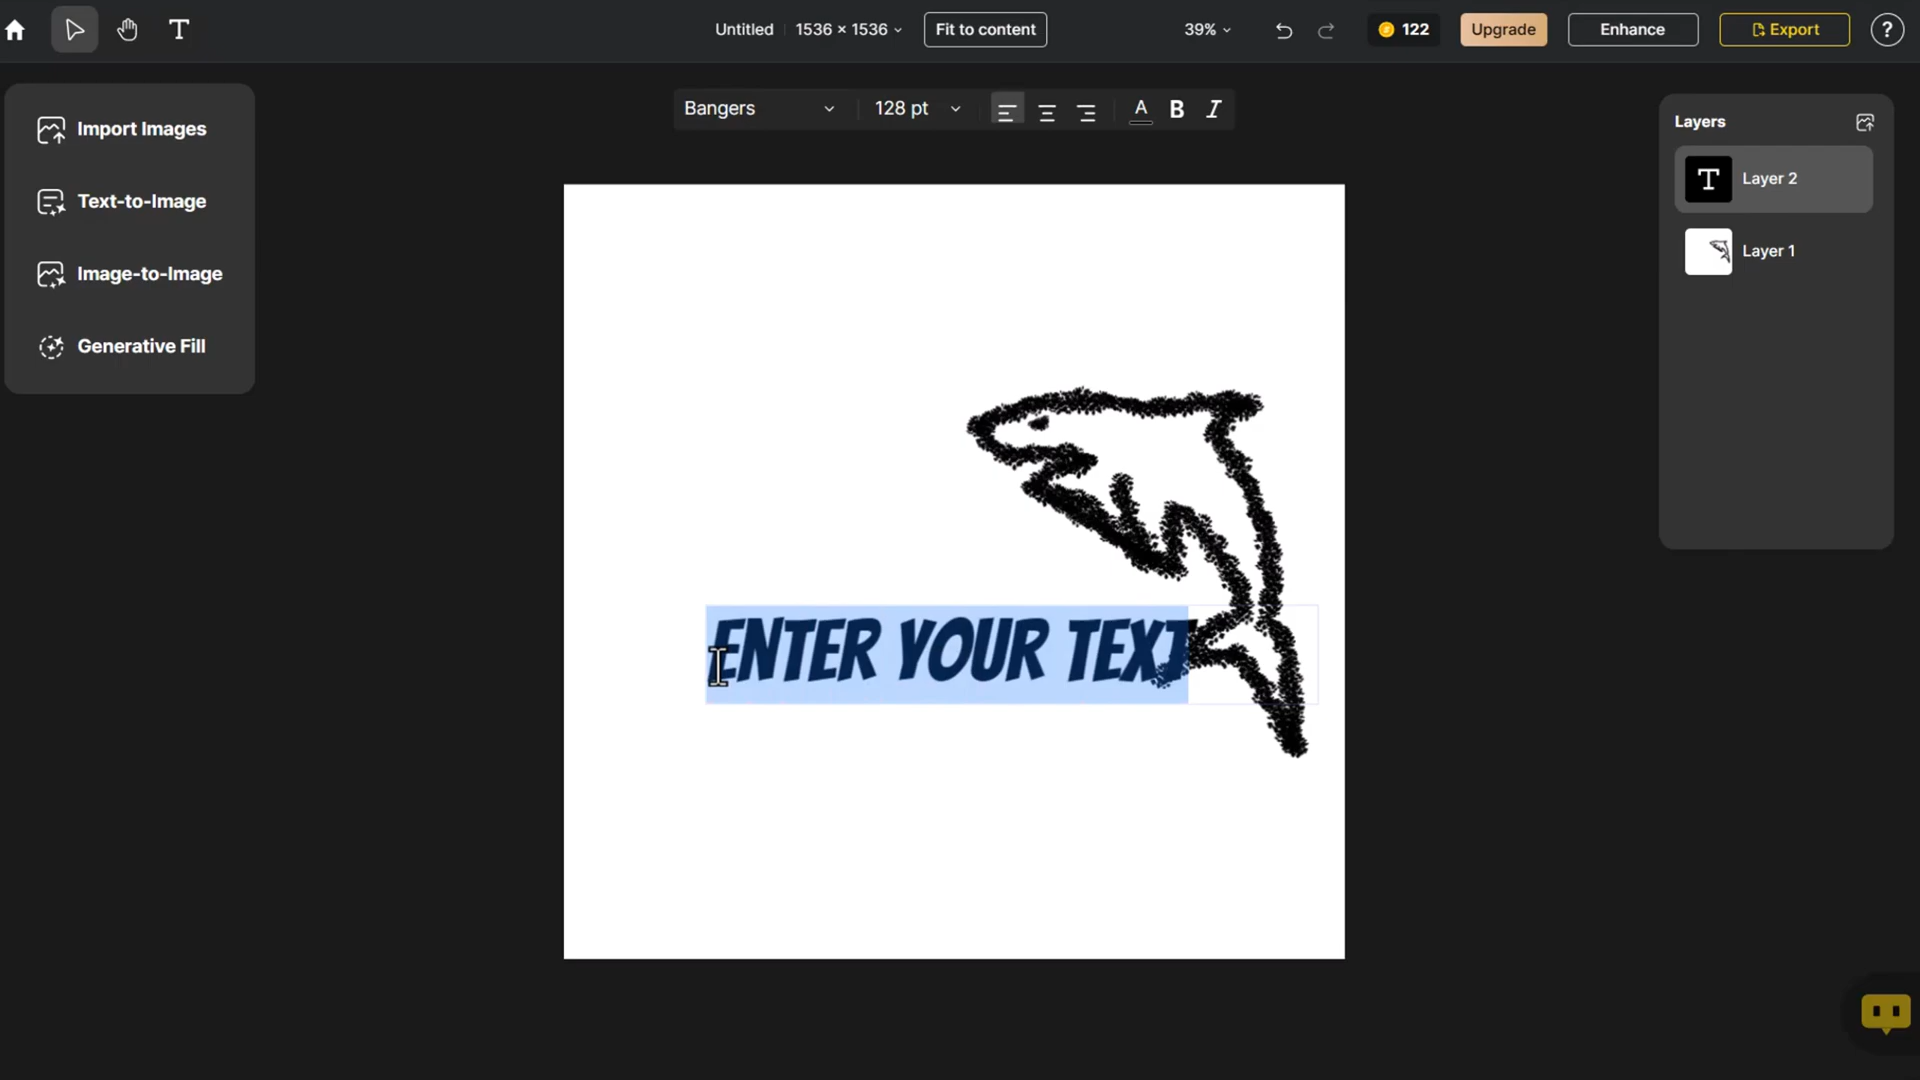 Untitled 1536 × 1536 Fit to content 39% 122 Upgrade Enhance Export ?
Bangers 128 pt A B I
Import Images
Text-to-Image
Image-to-Image
Generative Fill
Layers
T Layer 2
Layer 1
ENTER YOUR TEXT